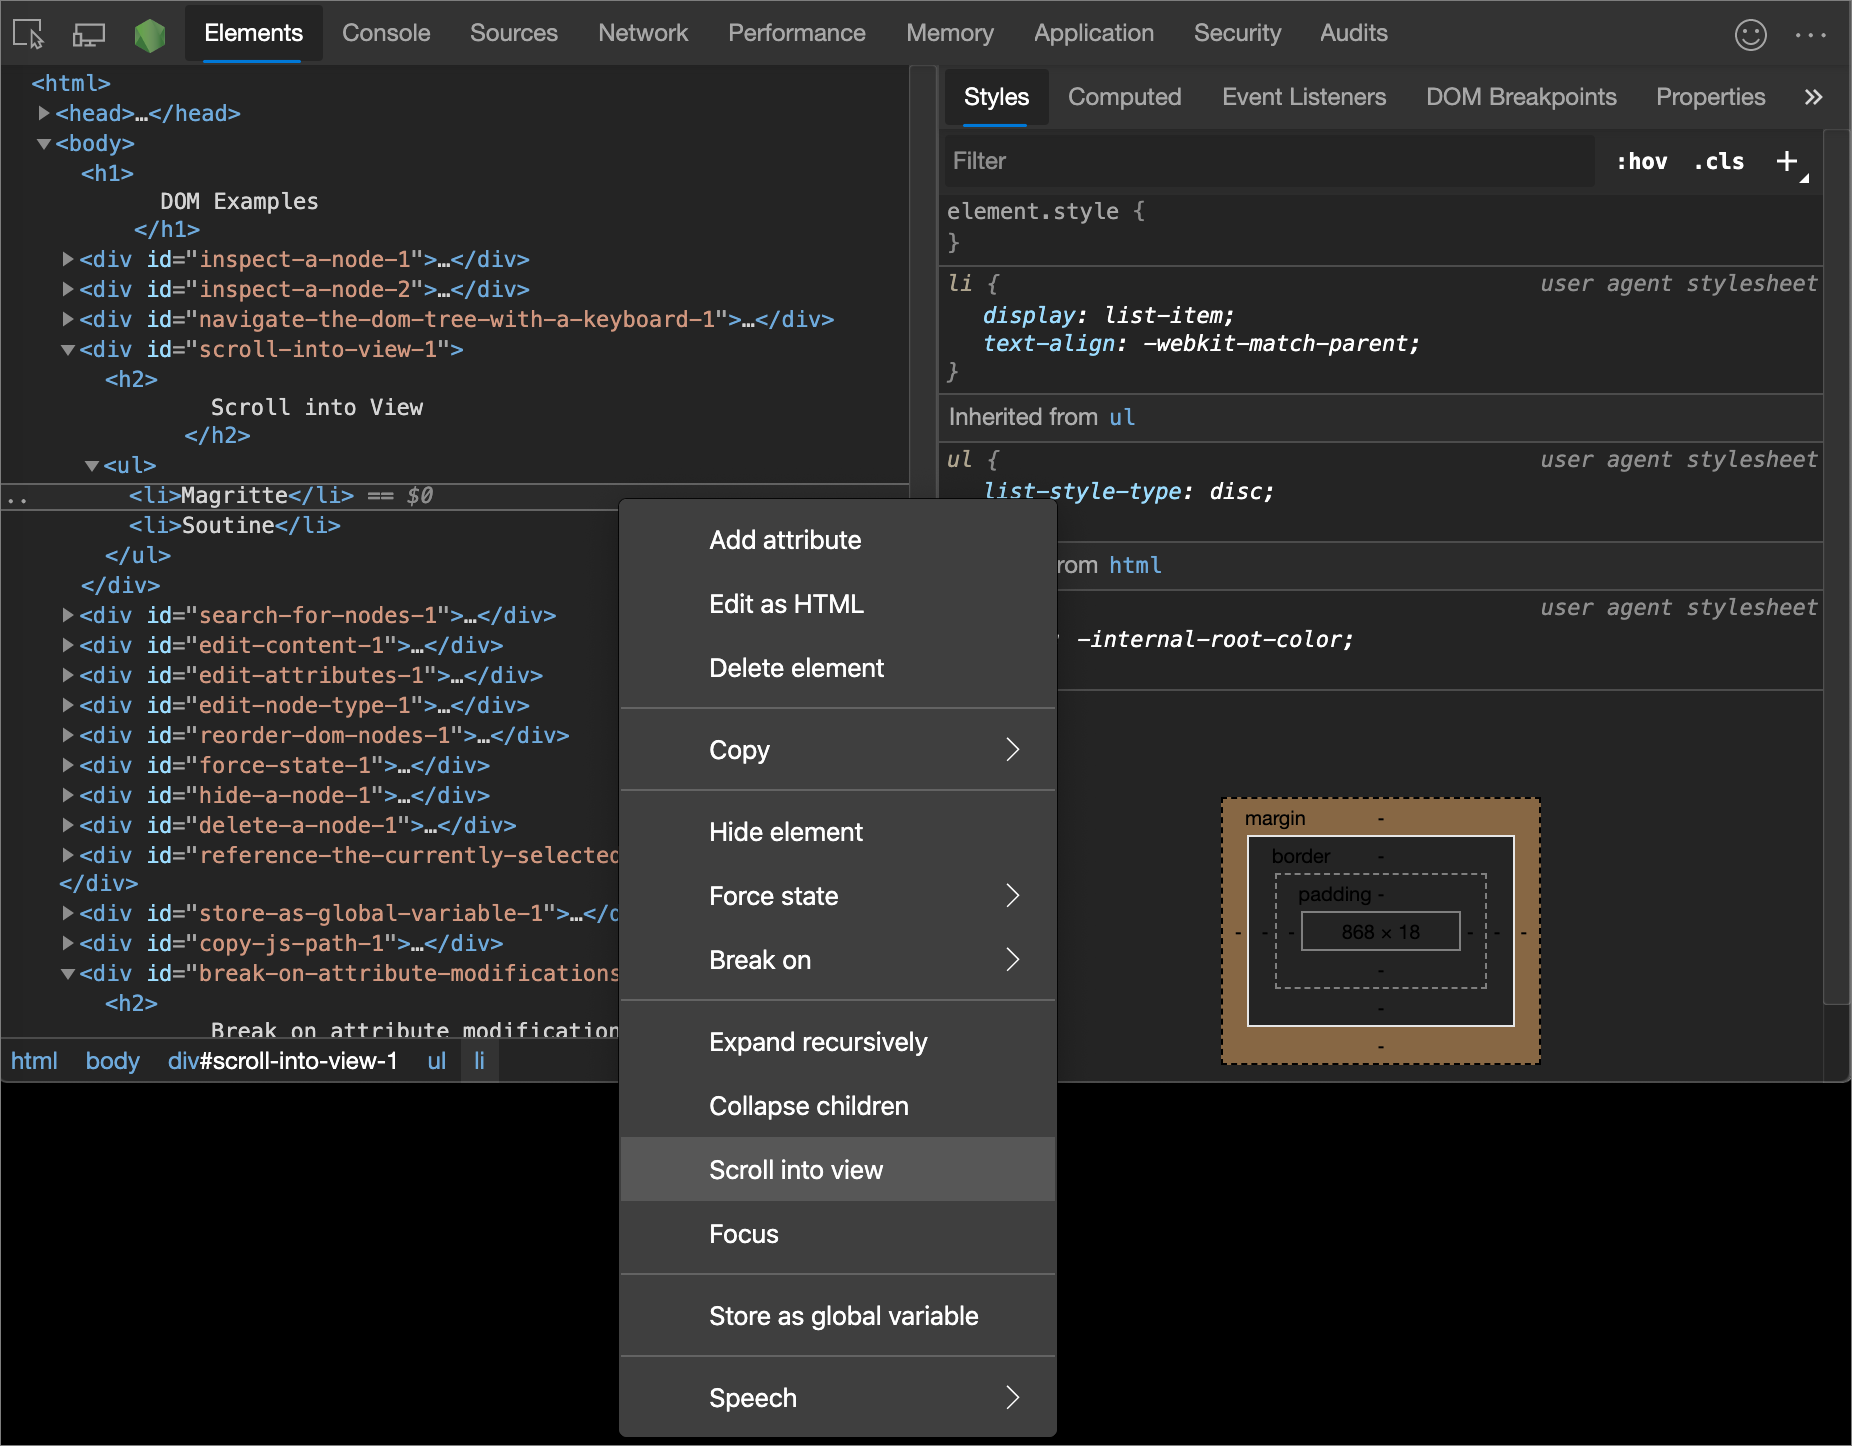 Elements Console Sources Network Performance Memory Application Security Audits
<html>
<head>…</head>
<body>
<h1>
DOM Examples
</h1>
<div id="inspect-a-node-1">…</div>
<div id="inspect-a-node-2">…</div>
<div id="navigate-the-dom-tree-with-a-keyboard-1">…</div>
<div id="scroll-into-view-1">
<h2>
Scroll into View
</h2>
<ul>
..<li>Magritte</li> == $0
<li>Soutine</li>
</ul>
</div>
<div id="search-for-nodes-1">…</div>
<div id="edit-content-1">…</div>
<div id="edit-attributes-1">…</div>
<div id="edit-node-type-1">…</div>
<div id="reorder-dom-nodes-1">…</div>
<div id="force-state-1">…</div>
<div id="hide-a-node-1">…</div>
<div id="delete-a-node-1">…</div>
<div id="reference-the-currently-selected
</div>
<div id="store-as-global-variable-1">…</d
<div id="copy-js-path-1">…</div>
<div id="break-on-attribute-modifications
<h2>
Break on attribute modification
html body div#scroll-into-view-1 ul li
Styles Computed Event Listeners DOM Breakpoints Properties »
Filter :hov .cls +
element.style {
}
li { user agent stylesheet
display: list-item;
text-align: -webkit-match-parent;
}
Inherited from ul
ul { user agent stylesheet
list-style-type: disc;
rom html
user agent stylesheet
: -internal-root-color;
margin -
border -
padding -
- - - 868 × 18 - - -
-
-
-
Add attribute
Edit as HTML
Delete element
Copy
Hide element
Force state
Break on
Expand recursively
Collapse children
Scroll into view
Focus
Store as global variable
Speech